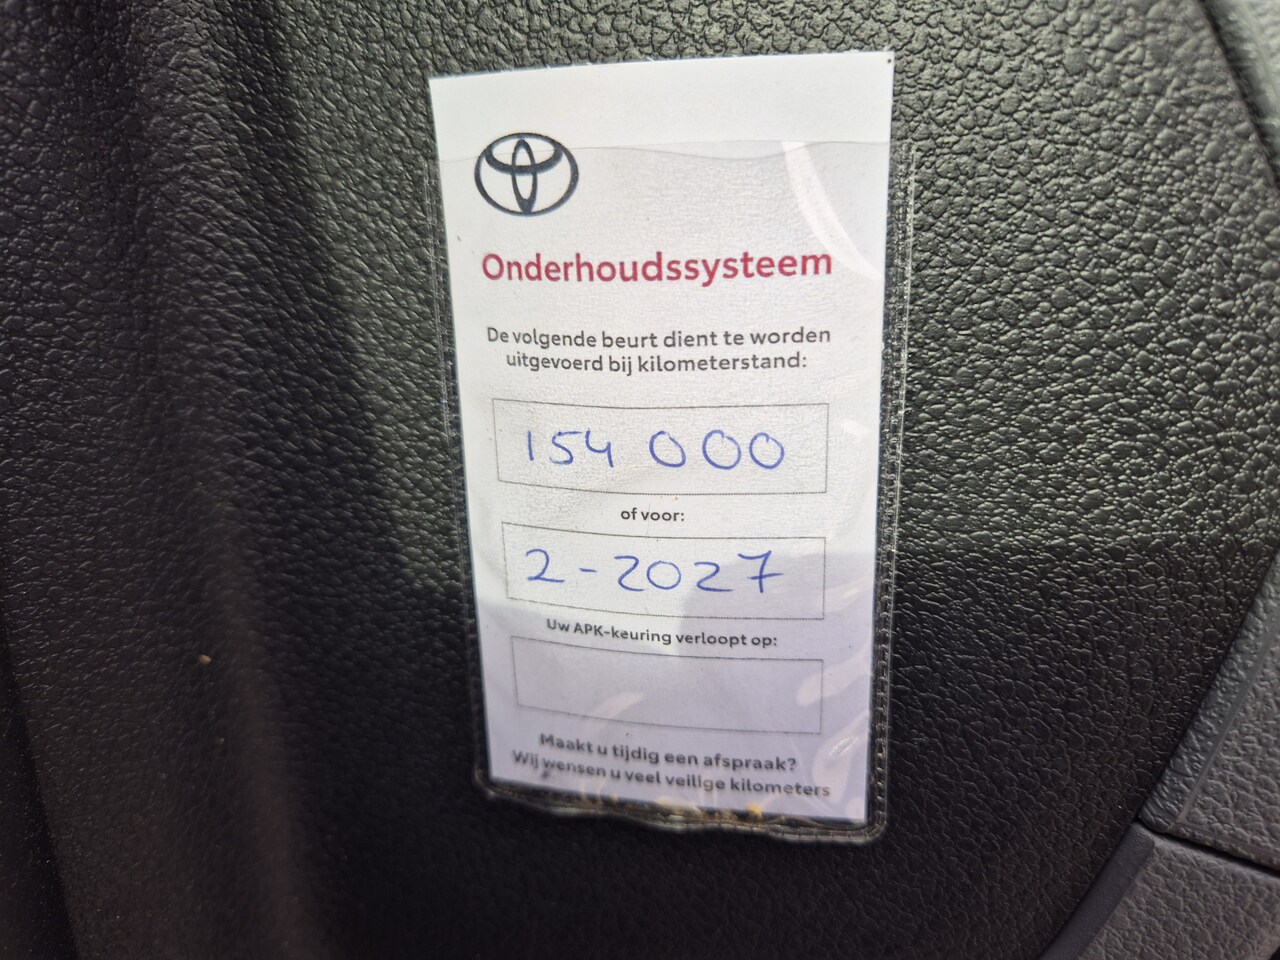 Onderhoudssysteem
De volgende beurt dient te worden
uitgevoerd bij kilometerstand:
154 000
of voor:
2-2027
Uw APK-keuring verloopt op:
Maakt u tijdig een afspraak?
Wij wensen u veel veilige kilometers